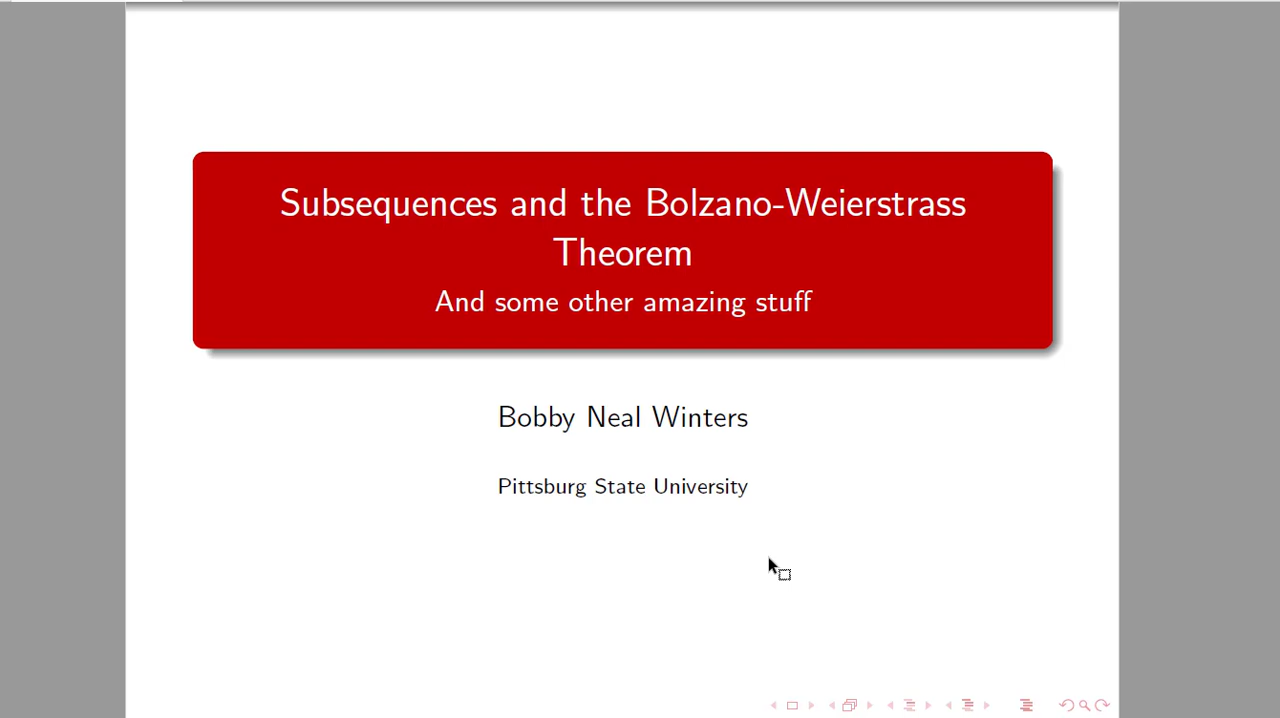 Subsequences and the Bolzano-Weierstrass
Theorem
And some other amazing stuff
Bobby Neal Winters
Pittsburg State University